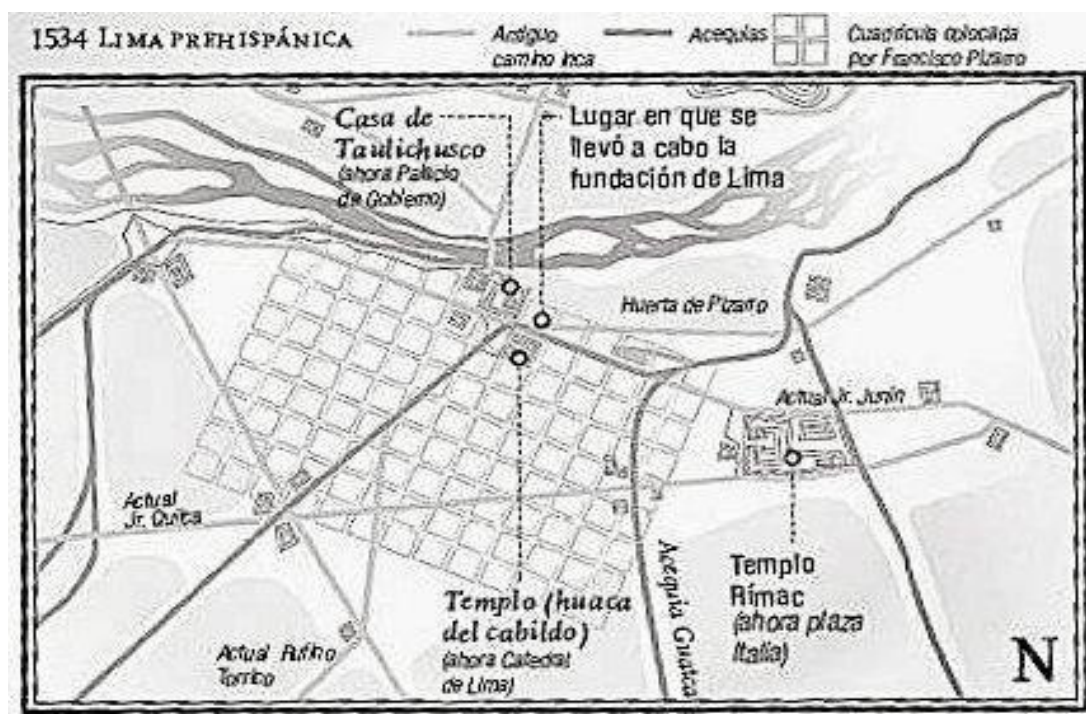 1534 LIMA PREHISPÁNICA
Antiguo
camino Inca
Acequias
Cuadrícula colocada
por Francisco Pizarro
Casa de
Taulichusco
(ahora Palacio
de Gobierno)
Lugar en que se
llevó a cabo la
fundación de Lima
Huerta de Pizarro
Actual Jr. Junín
Actual
Jr. Quilca
Templo (huaca
del cabildo)
(ahora Catedral
de Lima)
Acequia Guatca
Templo
Rímac
(ahora plaza
Italia)
Actual Rufino
Torrico
N